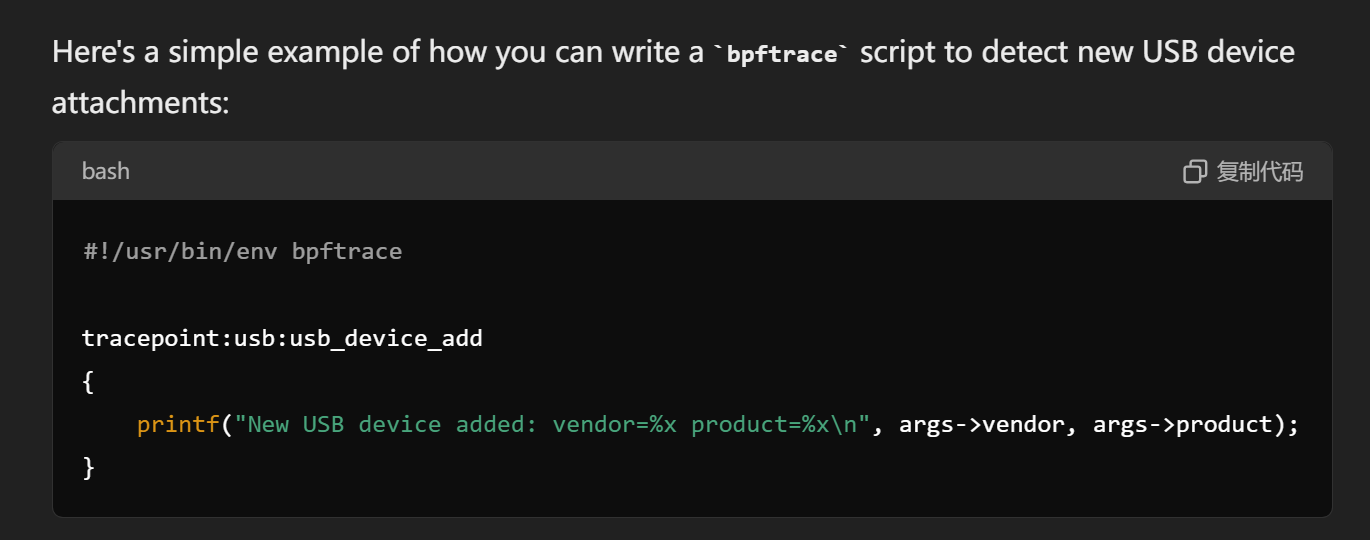 Here's a simple example of how you can write a `bpftrace` script to detect new USB device
attachments:
bash
复制代码
#!/usr/bin/env bpftrace
tracepoint:usb:usb_device_add
{
    printf("New USB device added: vendor=%x product=%x\n", args->vendor, args->product);
}